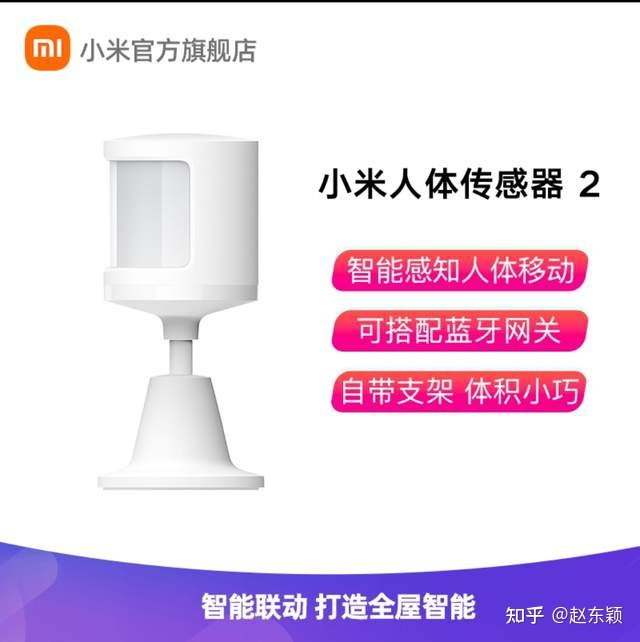 小米官方旗舰店
小米人体传感器 2
智能感知人体移动
可搭配蓝牙网关
自带支架 体积小巧
智能联动 打造全屋智能
知乎 @赵东颖